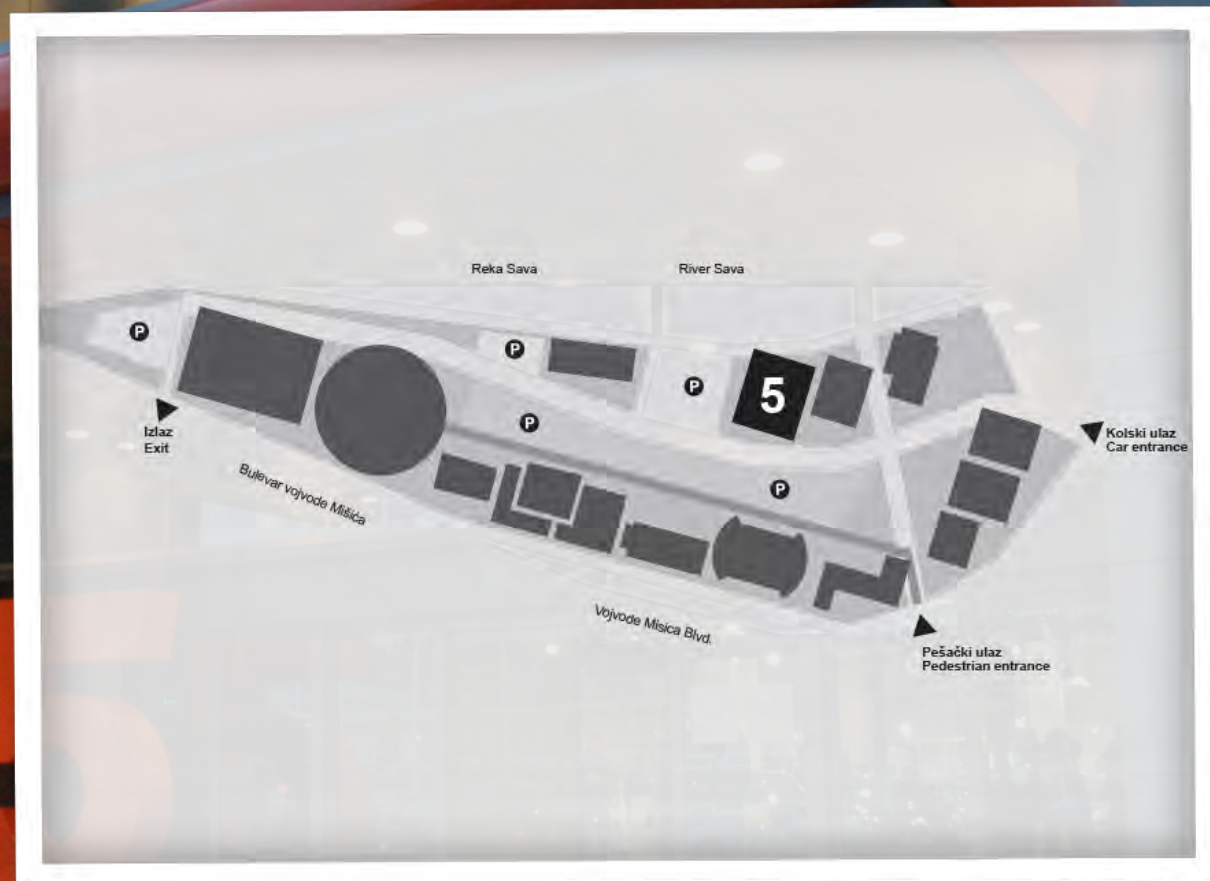 Reka Sava
River Sava
P
P
P
5
P
Izlaz
Exit
Kolski ulaz
Car entrance
Bulevar vojvode Mišića
P
Vojvode Misica Blvd.
Pešački ulaz
Pedestrian entrance